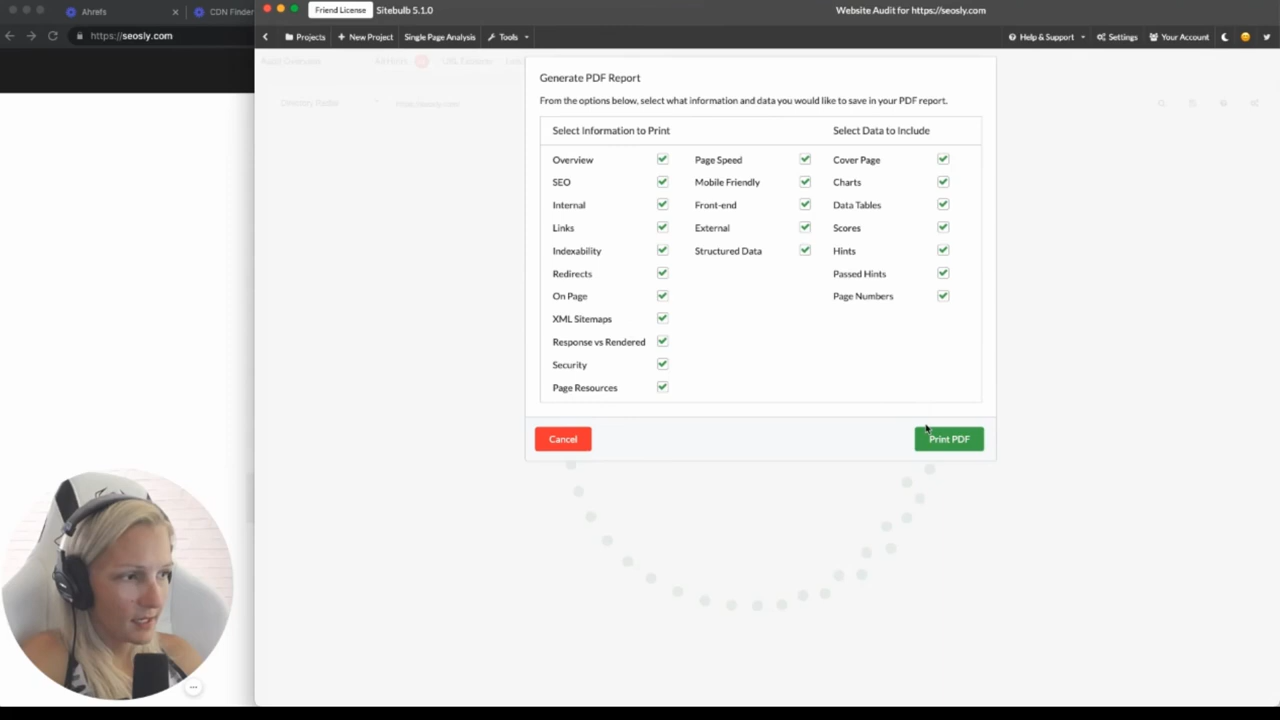 Ahrefs
CDN Finder
https://seosly.com
Friend License
Sitebulb 5.1.0
Website Audit for https://seosly.com
Projects
New Project
Single Page Analysis
Tools
Help & Support
Settings
Your Account
Generate PDF Report
From the options below, select what information and data you would like to save in your PDF report.
Select Information to Print
Select Data to Include
Overview
Page Speed
Cover Page
SEO
Mobile Friendly
Charts
Internal
Front-end
Data Tables
Links
External
Scores
Indexability
Structured Data
Hints
Redirects
Passed Hints
On Page
Page Numbers
XML Sitemaps
Response vs Rendered
Security
Page Resources
Cancel
Print PDF